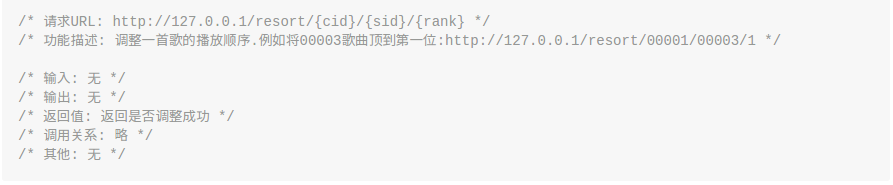 /* 请求URL: http://127.0.0.1/resort/{cid}/{sid}/{rank} */
/* 功能描述: 调整一首歌的播放顺序.例如将00003歌曲顶到第一位:http://127.0.0.1/resort/00001/00003/1 */
/* 输入: 无 */
/* 输出: 无 */
/* 返回值: 返回是否调整成功 */
/* 调用关系: 略 */
/* 其他: 无 */